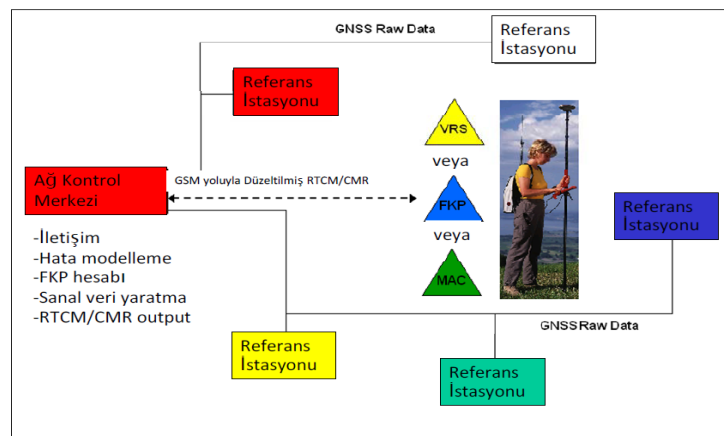 GNSS Raw Data
Referans
İstasyonu
Referans
İstasyonu
VRS
veya
Ağ Kontrol
Merkezi
GSM yoluyla Düzeltilmiş RTCM/CMR
FKP
veya
MAC
Referans
İstasyonu
-İletişim
-Hata modelleme
-FKP hesabı
-Sanal veri yaratma
-RTCM/CMR output
GNSS Raw Data
Referans
İstasyonu
Referans
İstasyonu